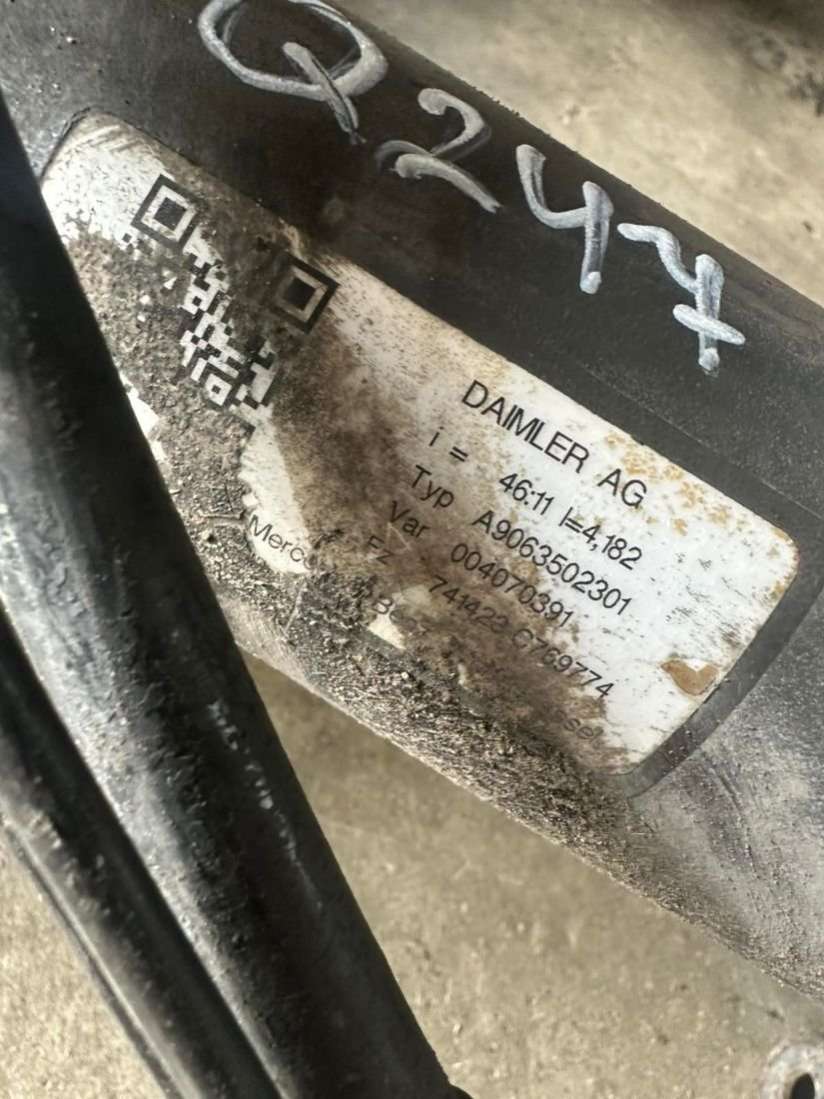 Q247
DAIMLER AG
i = 46:11 I=4,182
Typ A9063502301
Var 004070391
Fz 741423 C769774